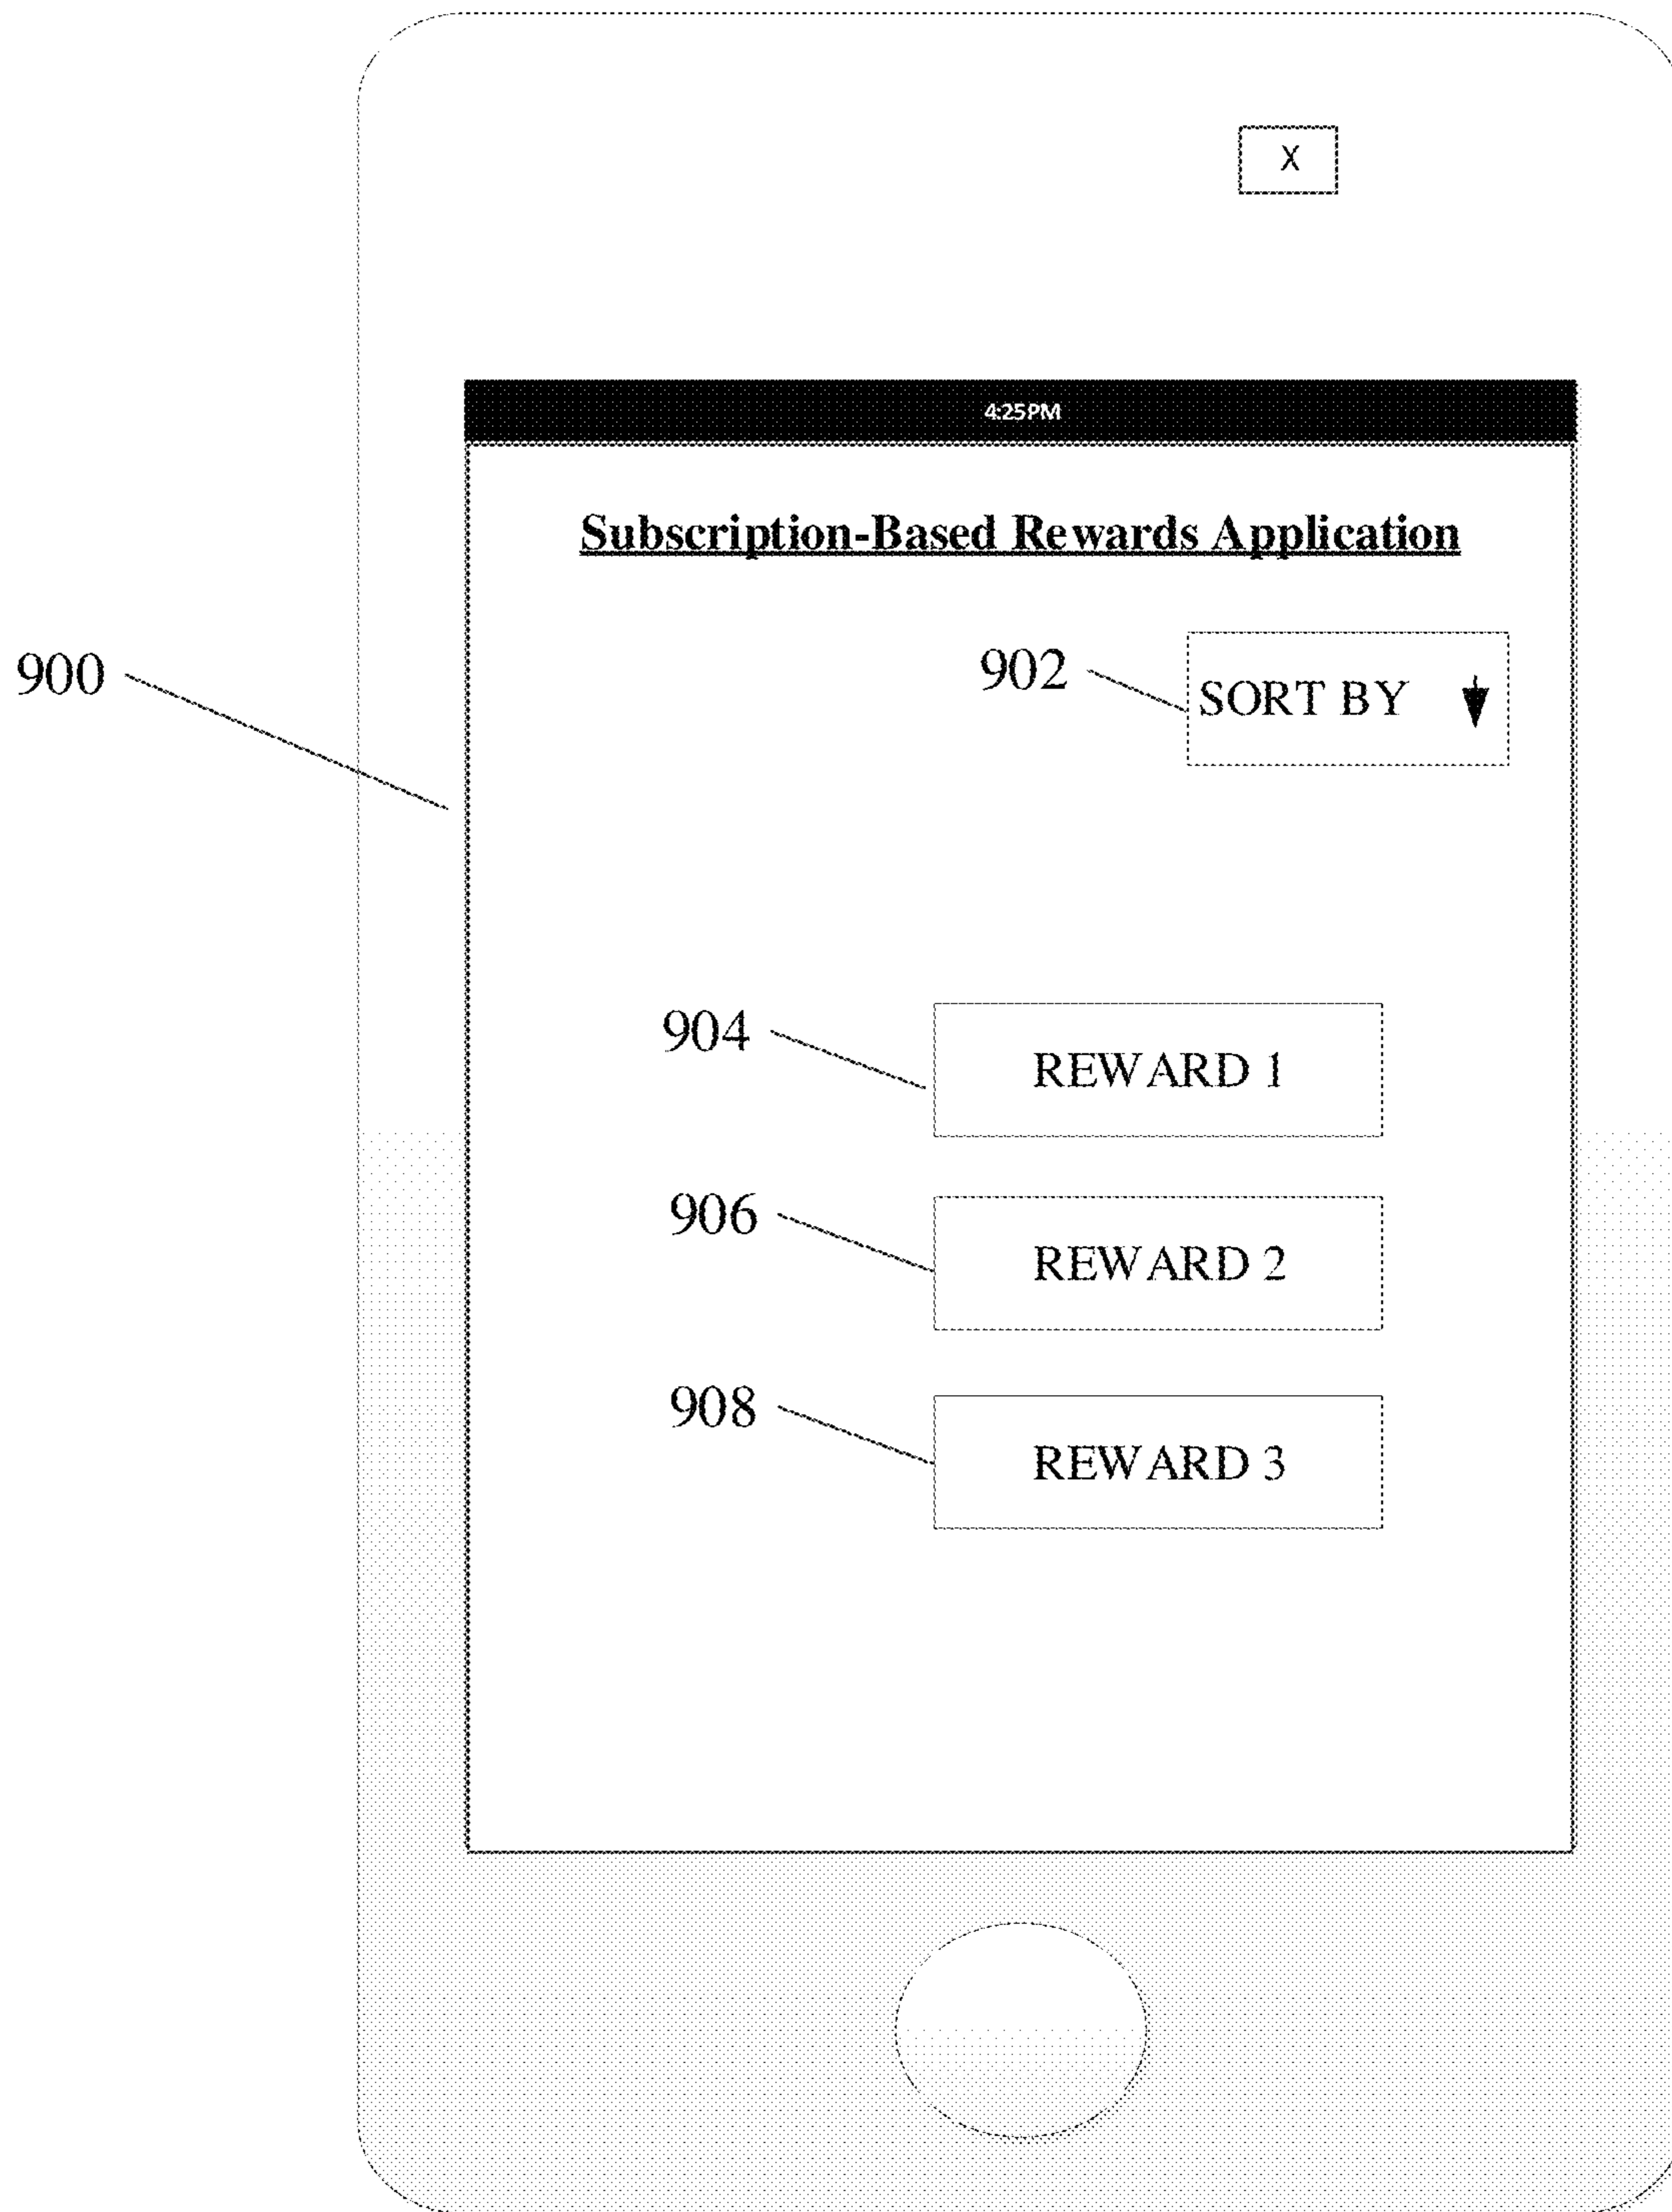 X
4:25PM
Subscription-Based Rewards Application
900
902
SORT BY
904
REWARD 1
906
REWARD 2
908
REWARD 3